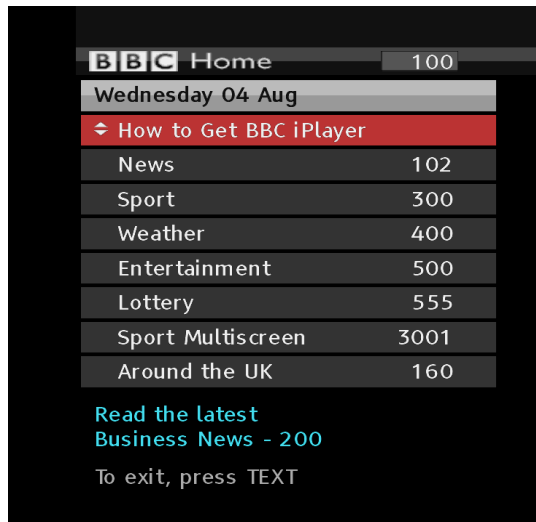 BBC Home 100
Wednesday 04 Aug
How to Get BBC iPlayer
News 102
Sport 300
Weather 400
Entertainment 500
Lottery 555
Sport Multiscreen 3001
Around the UK 160
Read the latest
Business News - 200
To exit, press TEXT